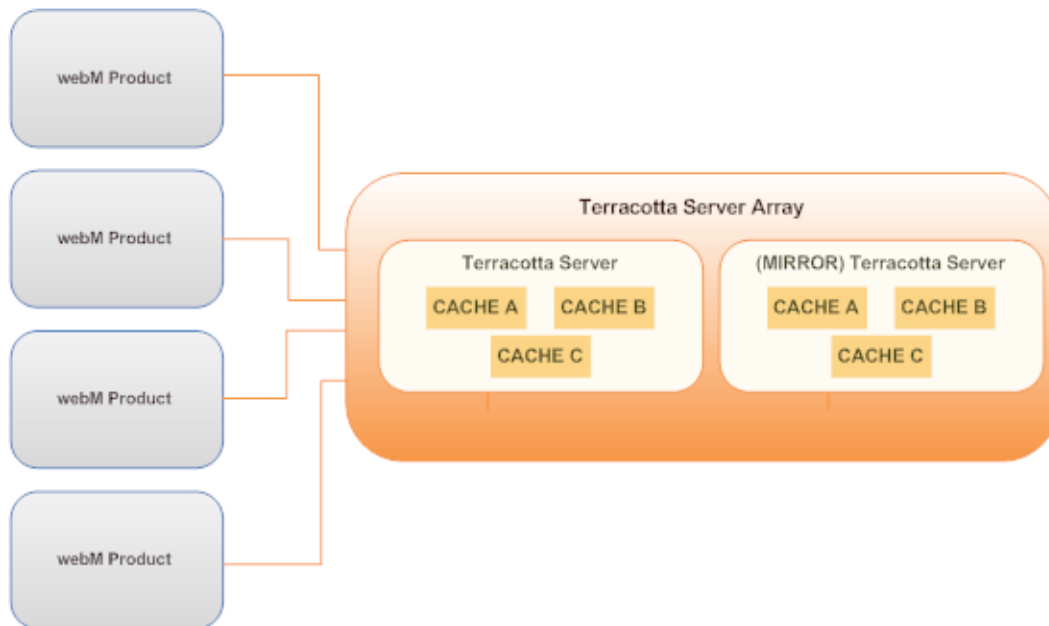 webM Product
webM Product
webM Product
webM Product
Terracotta Server Array
Terracotta Server
CACHE A
CACHE B
CACHE C
(MIRROR) Terracotta Server
CACHE A
CACHE B
CACHE C